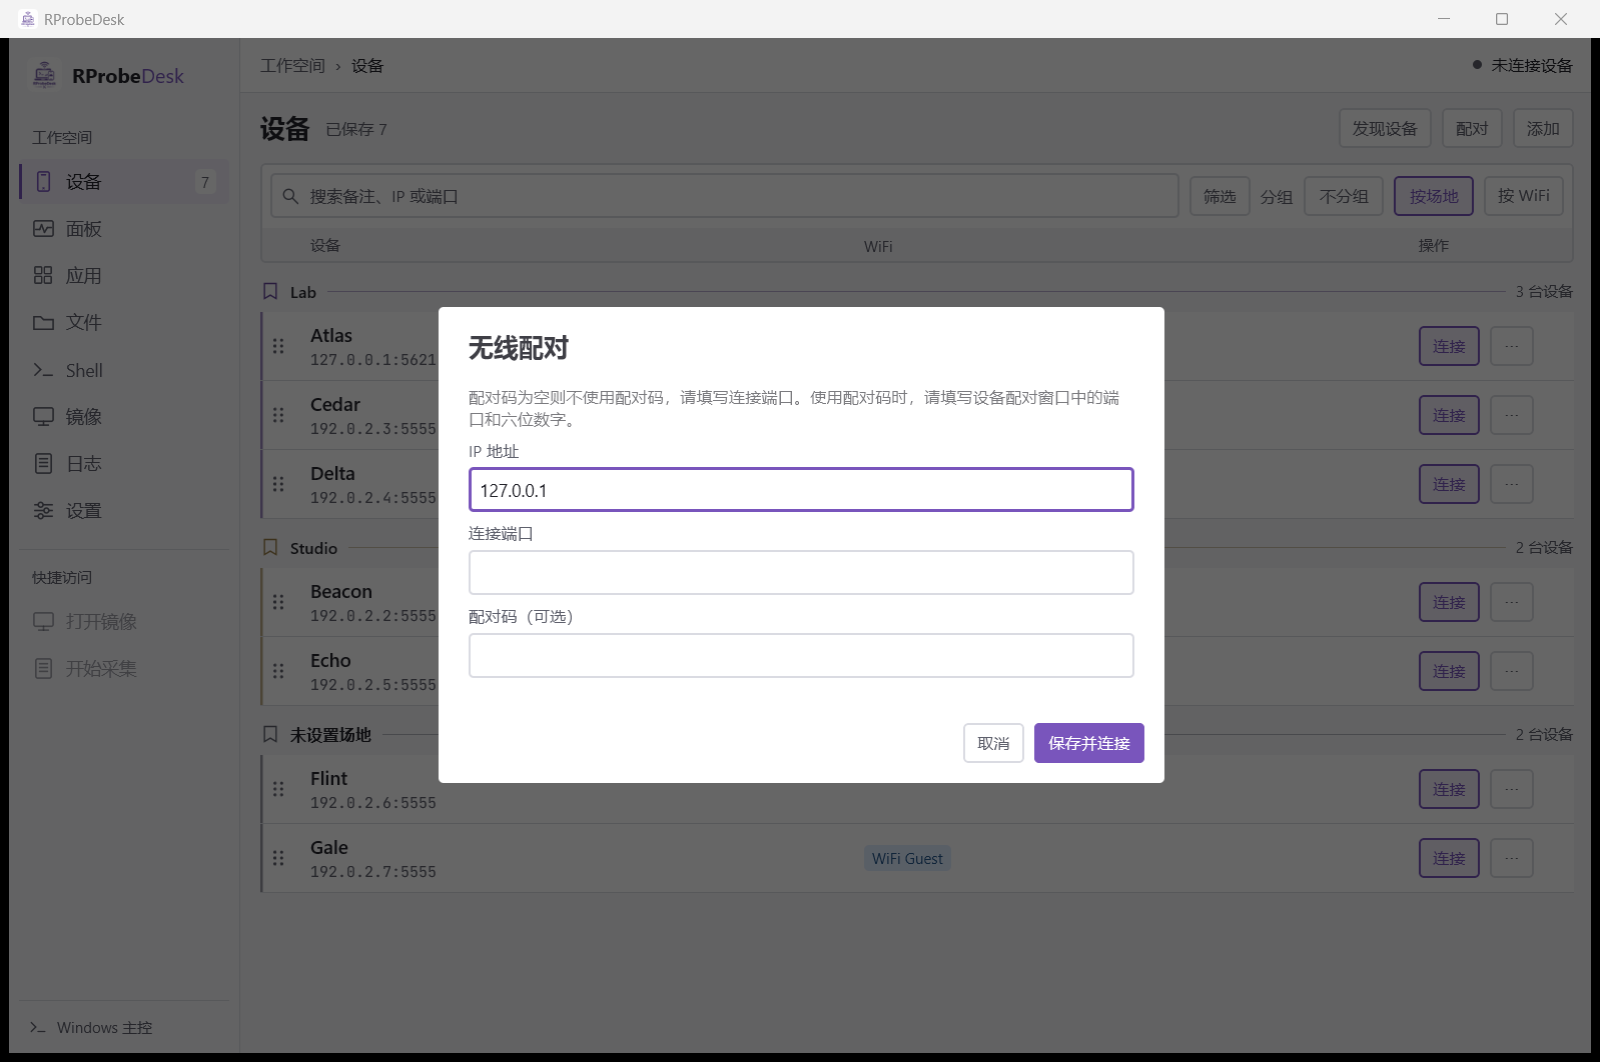 RProbeDesk
RProbeDesk
工作空间 › 设备
未连接设备
工作空间
设备 7
面板
应用
文件
Shell
镜像
日志
设置
快捷访问
打开镜像
开始采集
Windows 主控
设备 已保存 7
发现设备 配对 添加
搜索备注、IP 或端口
筛选 分组 不分组 按场地 按 WiFi
设备 WiFi 操作
Lab 3 台设备
Atlas
127.0.0.1:5621
连接 ...
Cedar
192.0.2.3:5555
连接 ...
Delta
192.0.2.4:5555
连接 ...
Studio 2 台设备
Beacon
192.0.2.2:5555
连接 ...
Echo
192.0.2.5:5555
连接 ...
未设置场地 2 台设备
Flint
192.0.2.6:5555
连接 ...
Gale
192.0.2.7:5555
WiFi Guest
连接 ...
无线配对
配对码为空则不使用配对码，请填写连接端口。使用配对码时，请填写设备配对窗口中的端
口和六位数字。
IP 地址
127.0.0.1
连接端口
配对码（可选）
取消 保存并连接